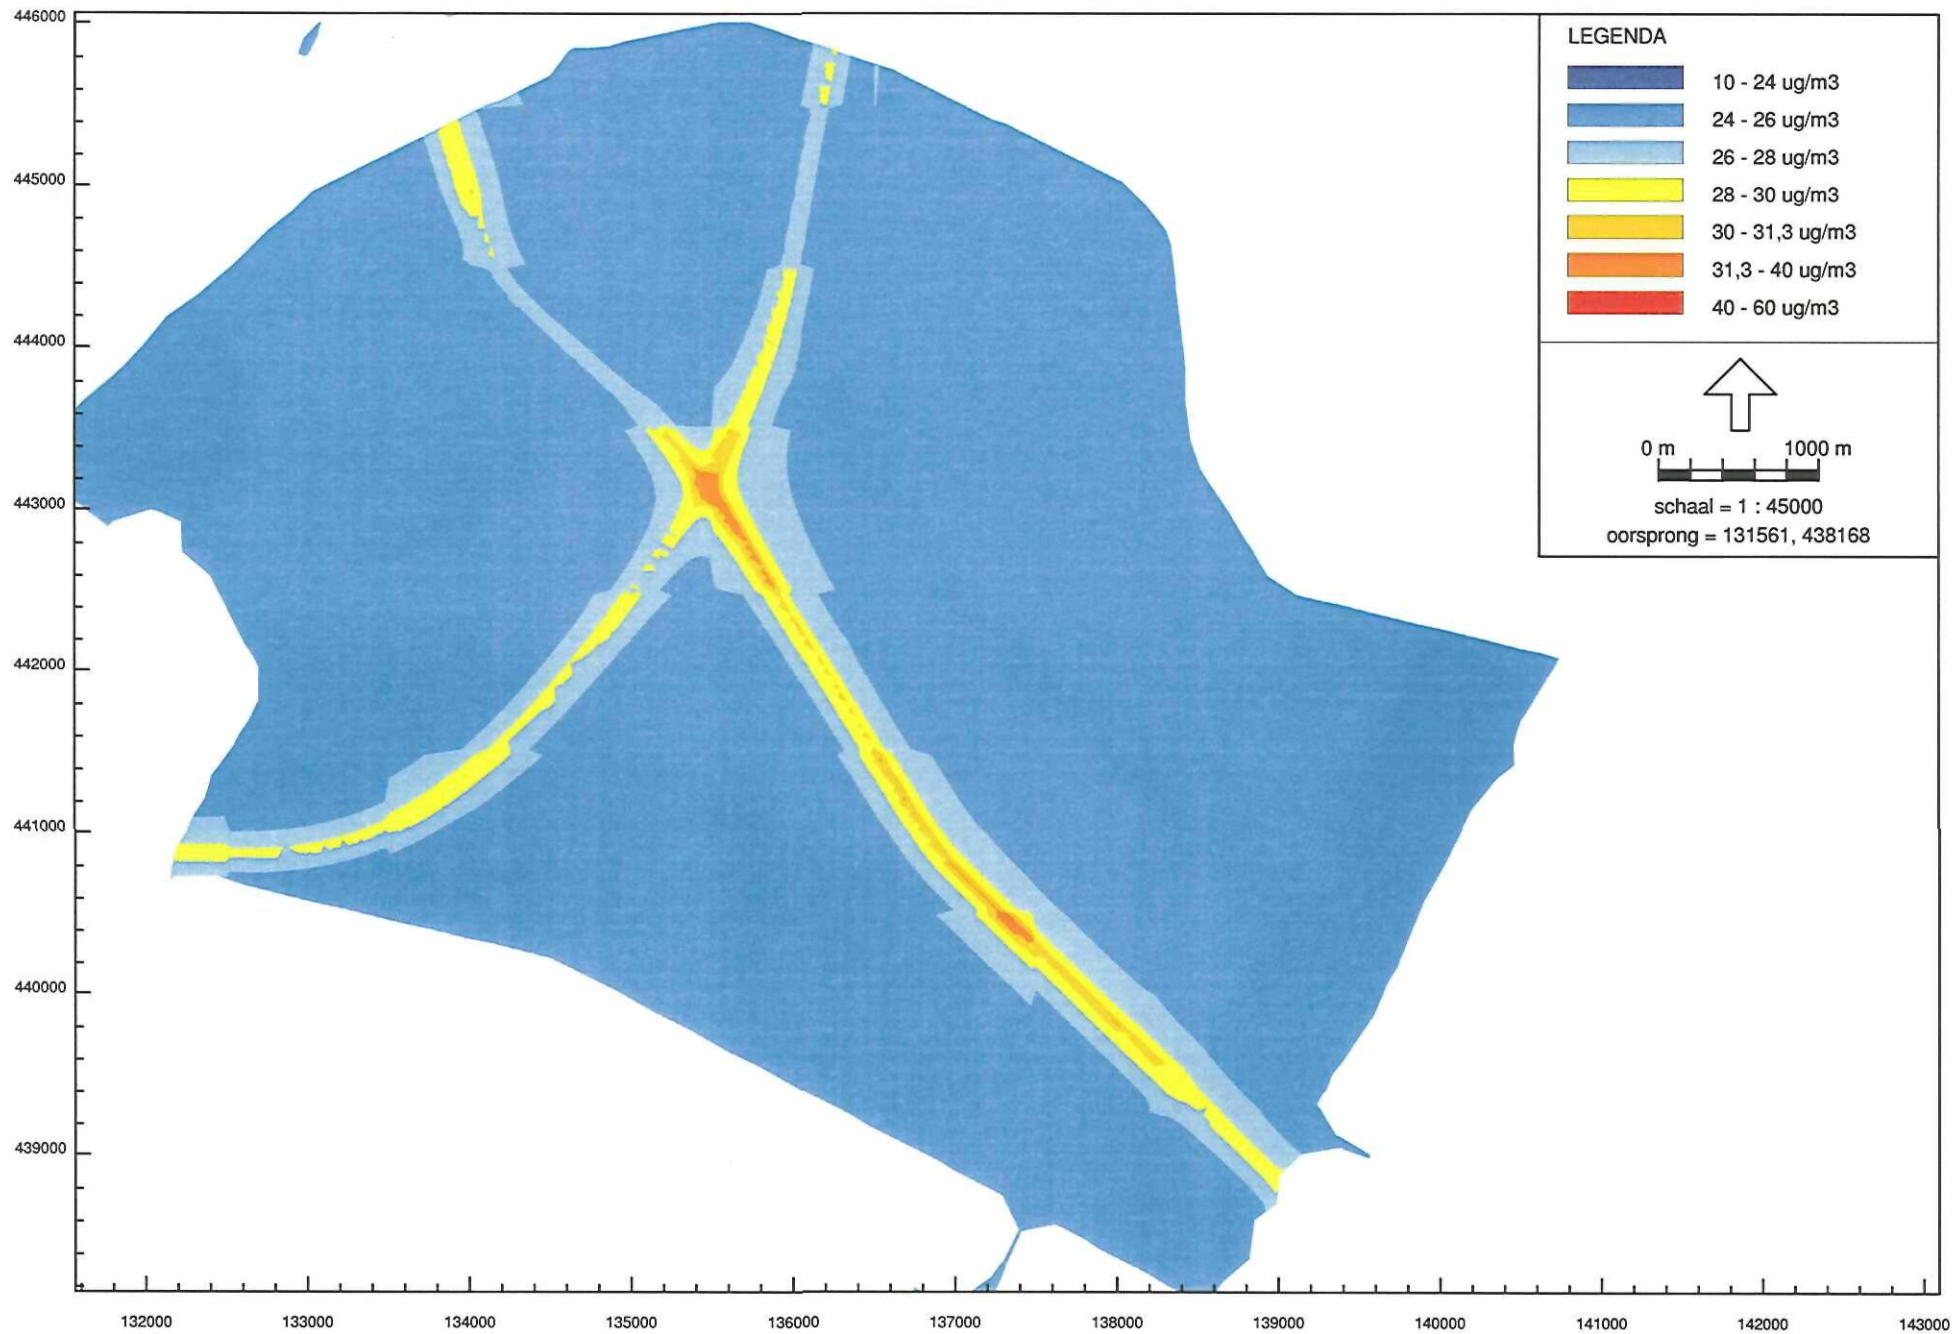 446000
445000
444000
443000
442000
441000
440000
439000
132000 133000 134000 135000 136000 137000 138000 139000 140000 141000 142000 143000
LEGENDA
10 - 24 ug/m3
24 - 26 ug/m3
26 - 28 ug/m3
28 - 30 ug/m3
30 - 31,3 ug/m3
31,3 - 40 ug/m3
40 - 60 ug/m3
0 m 1000 m
schaal = 1 : 45000
oorsprong = 131561, 438168